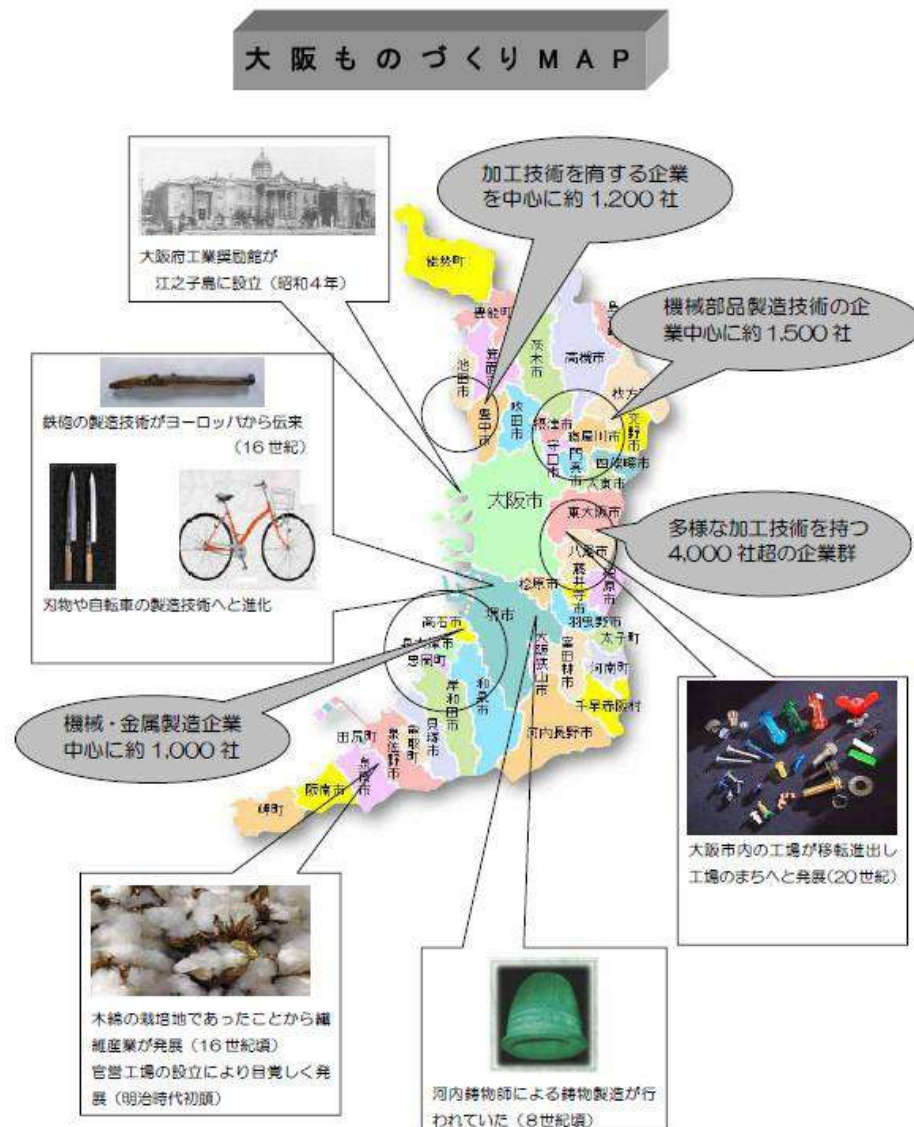 大阪ものづくりMAP
大阪府工業奨励館が
江之子島に設立（昭和４年）
加工技術を有する企業
を中心に約1,200社
機械部品製造技術の企
業中心に約1,500社
鉄砲の製造技術がヨーロッパから伝来
（16世紀）
刃物や自転車の製造技術へと進化
多様な加工技術を持つ
4,000社超の企業群
機械・金属製造企業
中心に約1,000社
能勢町
豊能町
池田市
茨木市
高槻市
豊中市
吹田市
摂津市
守口市
寝屋川市
門真市
交野市
四條畷市
大東市
大阪市
東大阪市
八尾市
松原市
藤井寺市
羽曳野市
堺市
高石市
忠岡町
大阪狭山市
富田林市
太子町
河南町
千早赤阪村
和泉市
岸和田市
貝塚市
河内長野市
熊取町
泉佐野市
田尻町
泉南市
阪南市
岬町
大阪市内の工場が移転進出し
工場のまちへと発展（20世紀）
木綿の栽培地であったことから繊
維産業が発展（16世紀頃）
官営工場の設立により目覚しく発
展（明治時代初頭）
河内鋳物師による鋳物製造が行
われていた（８世紀頃）